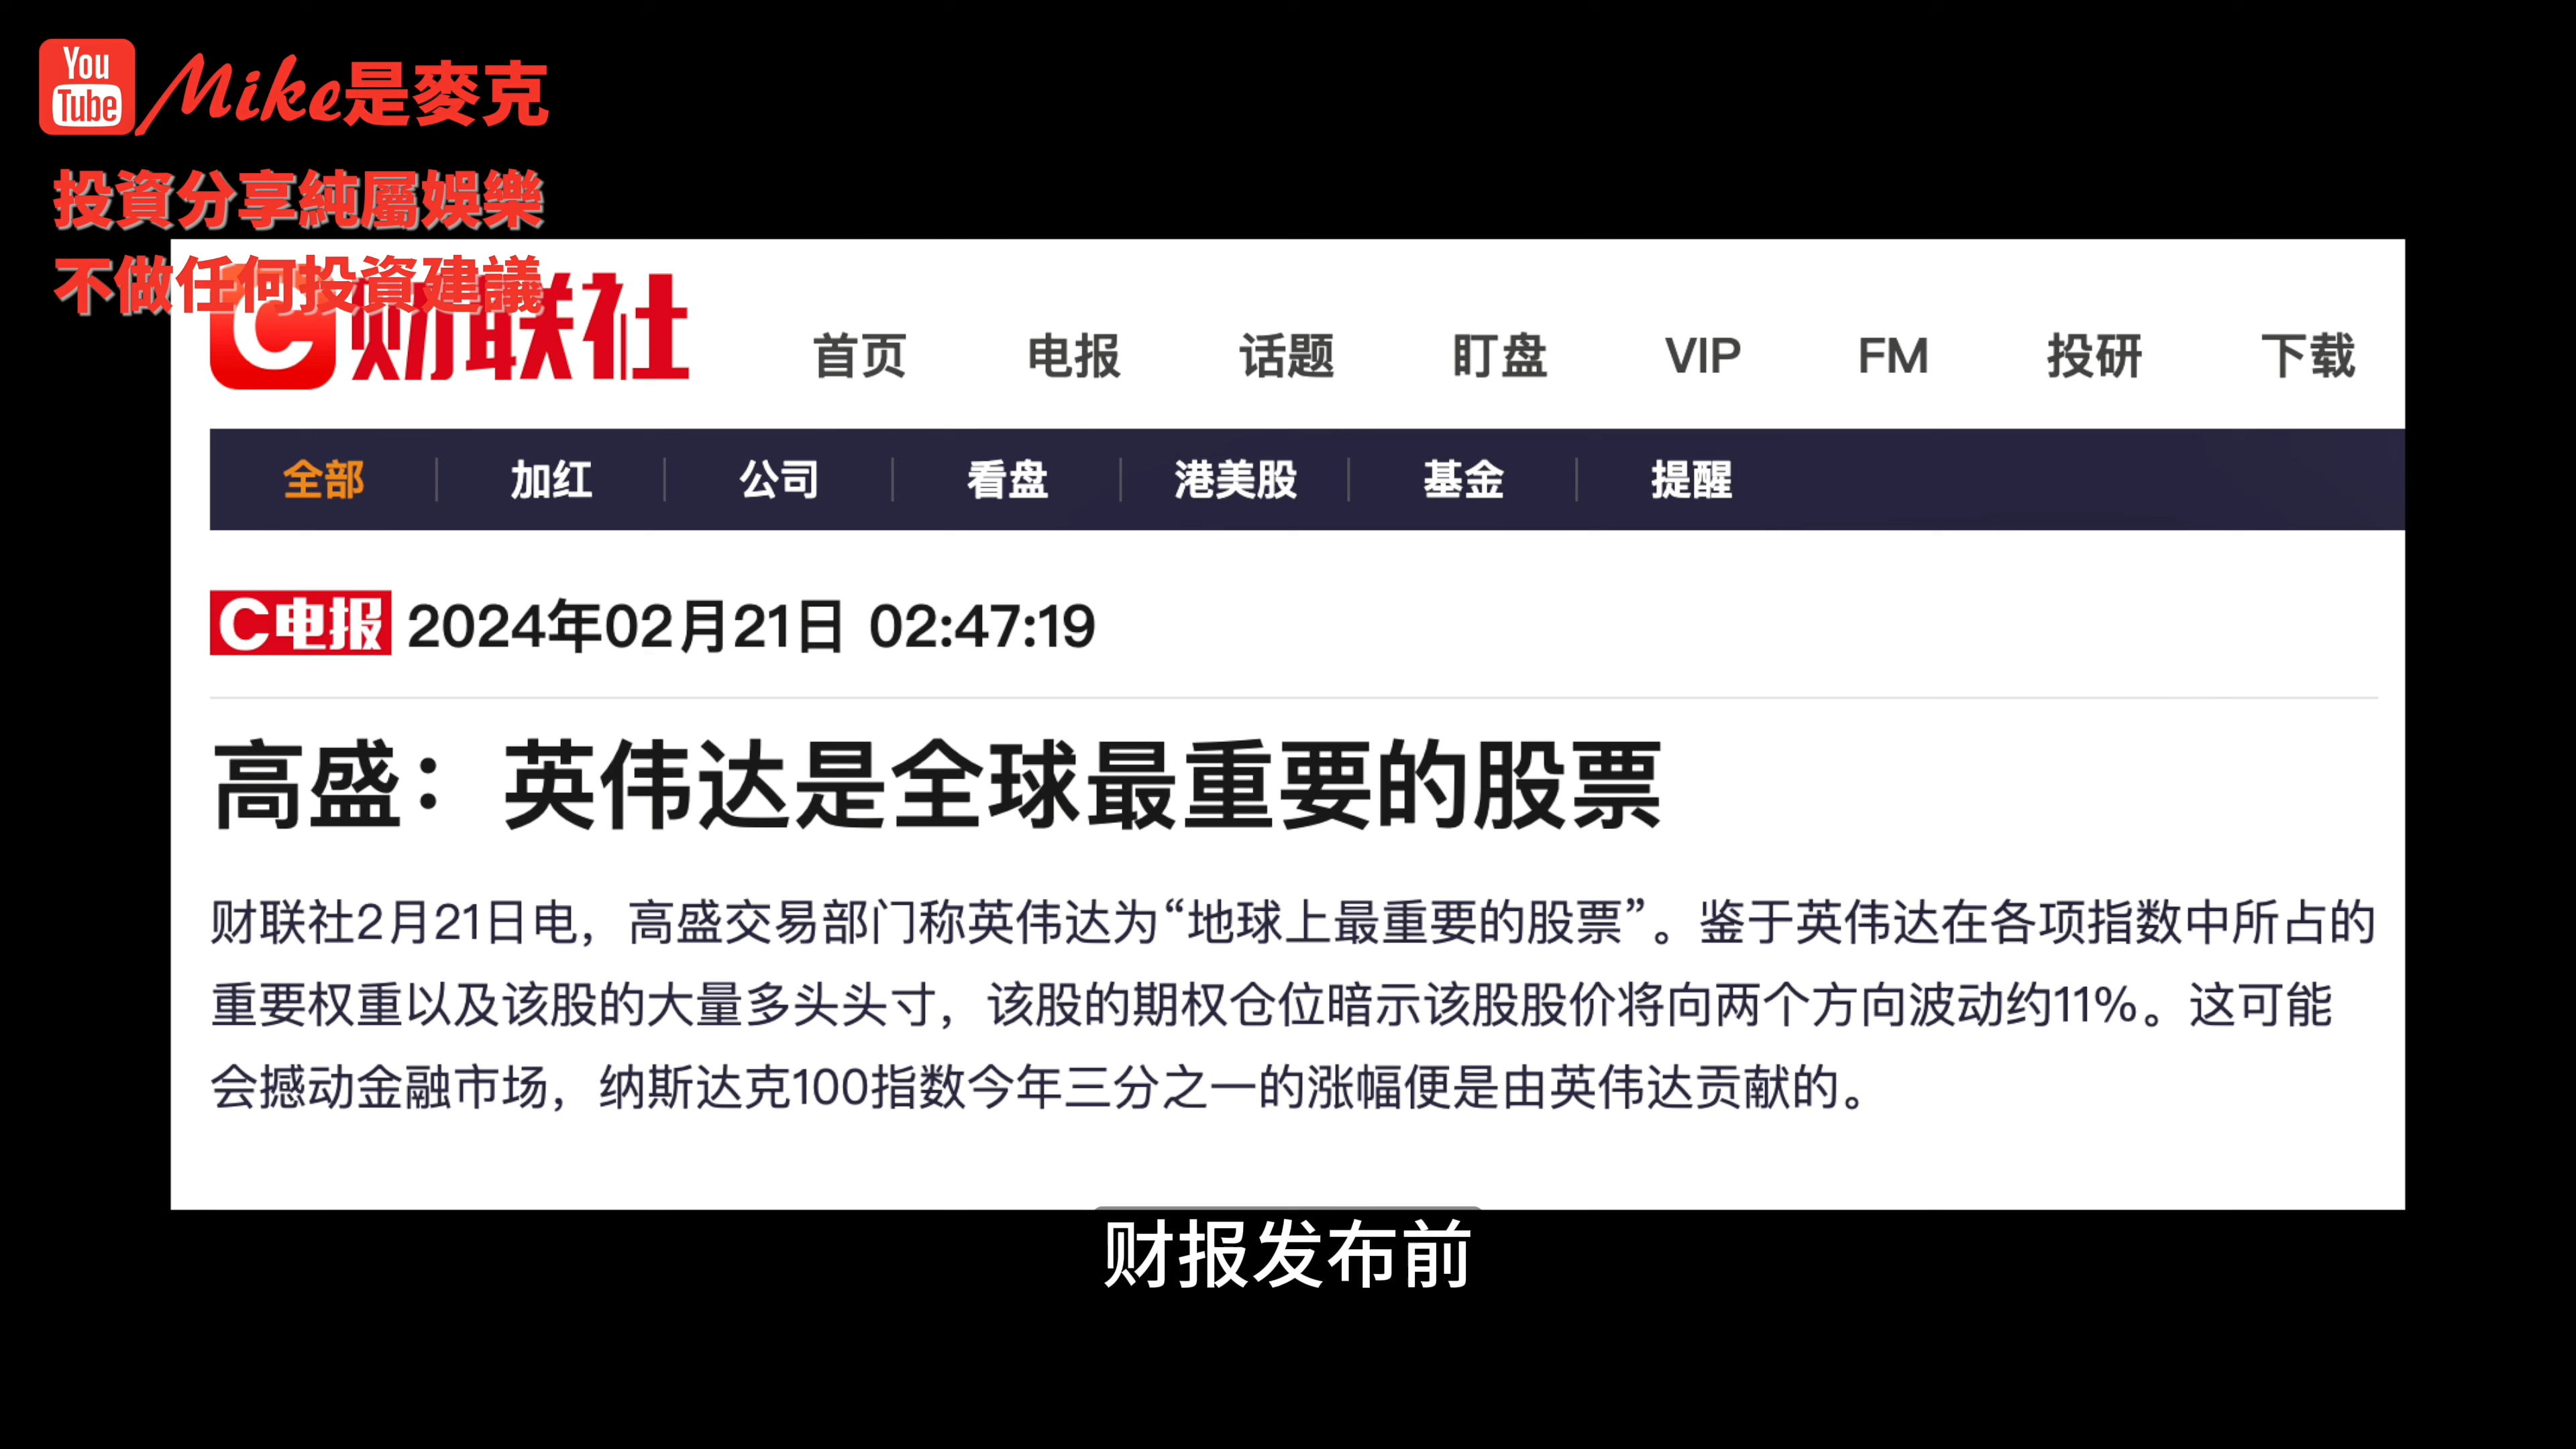 You
Tube
Mike是麥克
投資分享純屬娛樂
不做任何投資建議
C 财联社
首页 电报 话题 盯盘 VIP FM 投研 下载
全部 加红 公司 看盘 港美股 基金 提醒
C电报 2024年02月21日 02:47:19
高盛：英伟达是全球最重要的股票
财联社2月21日电，高盛交易部门称英伟达为“地球上最重要的股票”。鉴于英伟达在各项指数中所占的
重要权重以及该股的大量多头头寸，该股的期权仓位暗示该股股价将向两个方向波动约11%。这可能
会撼动金融市场，纳斯达克100指数今年三分之一的涨幅便是由英伟达贡献的。
财报发布前